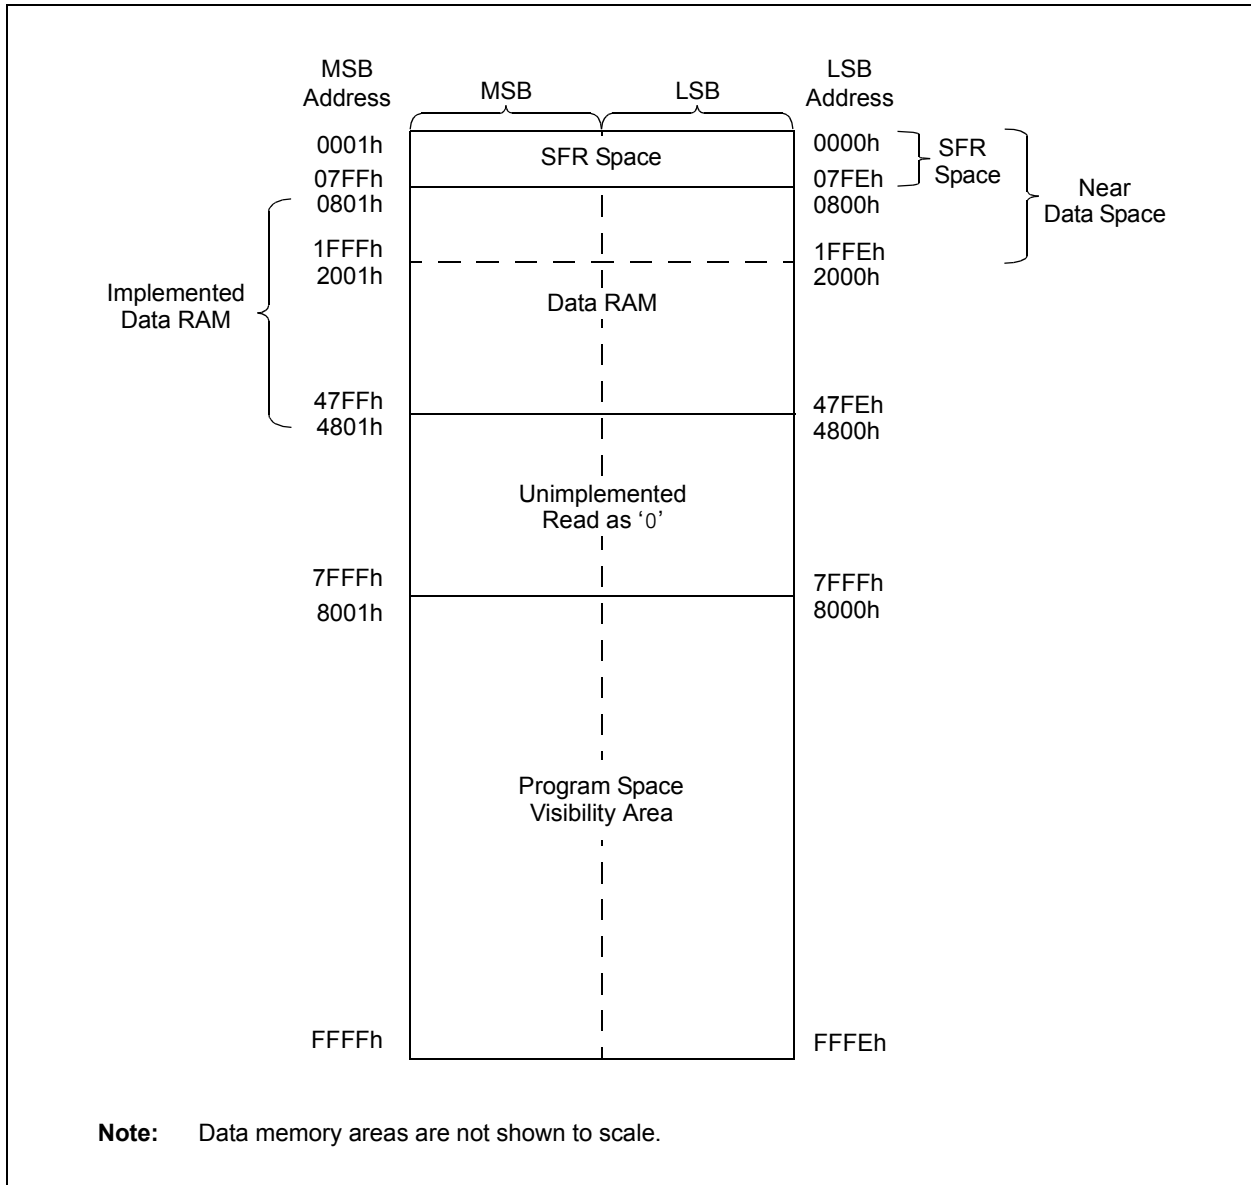 MSB
Address
MSB
LSB
LSB
Address
0001h
SFR Space
0000h
SFR
Space
07FFh
07FEh
0801h
0800h
Near
Data Space
1FFFh
1FFEh
2001h
2000h
Implemented
Data RAM
Data RAM
47FFh
47FEh
4801h
4800h
Unimplemented
Read as ‘0’
7FFFh
7FFFh
8001h
8000h
Program Space
Visibility Area
FFFFh
FFFEh
Note: Data memory areas are not shown to scale.